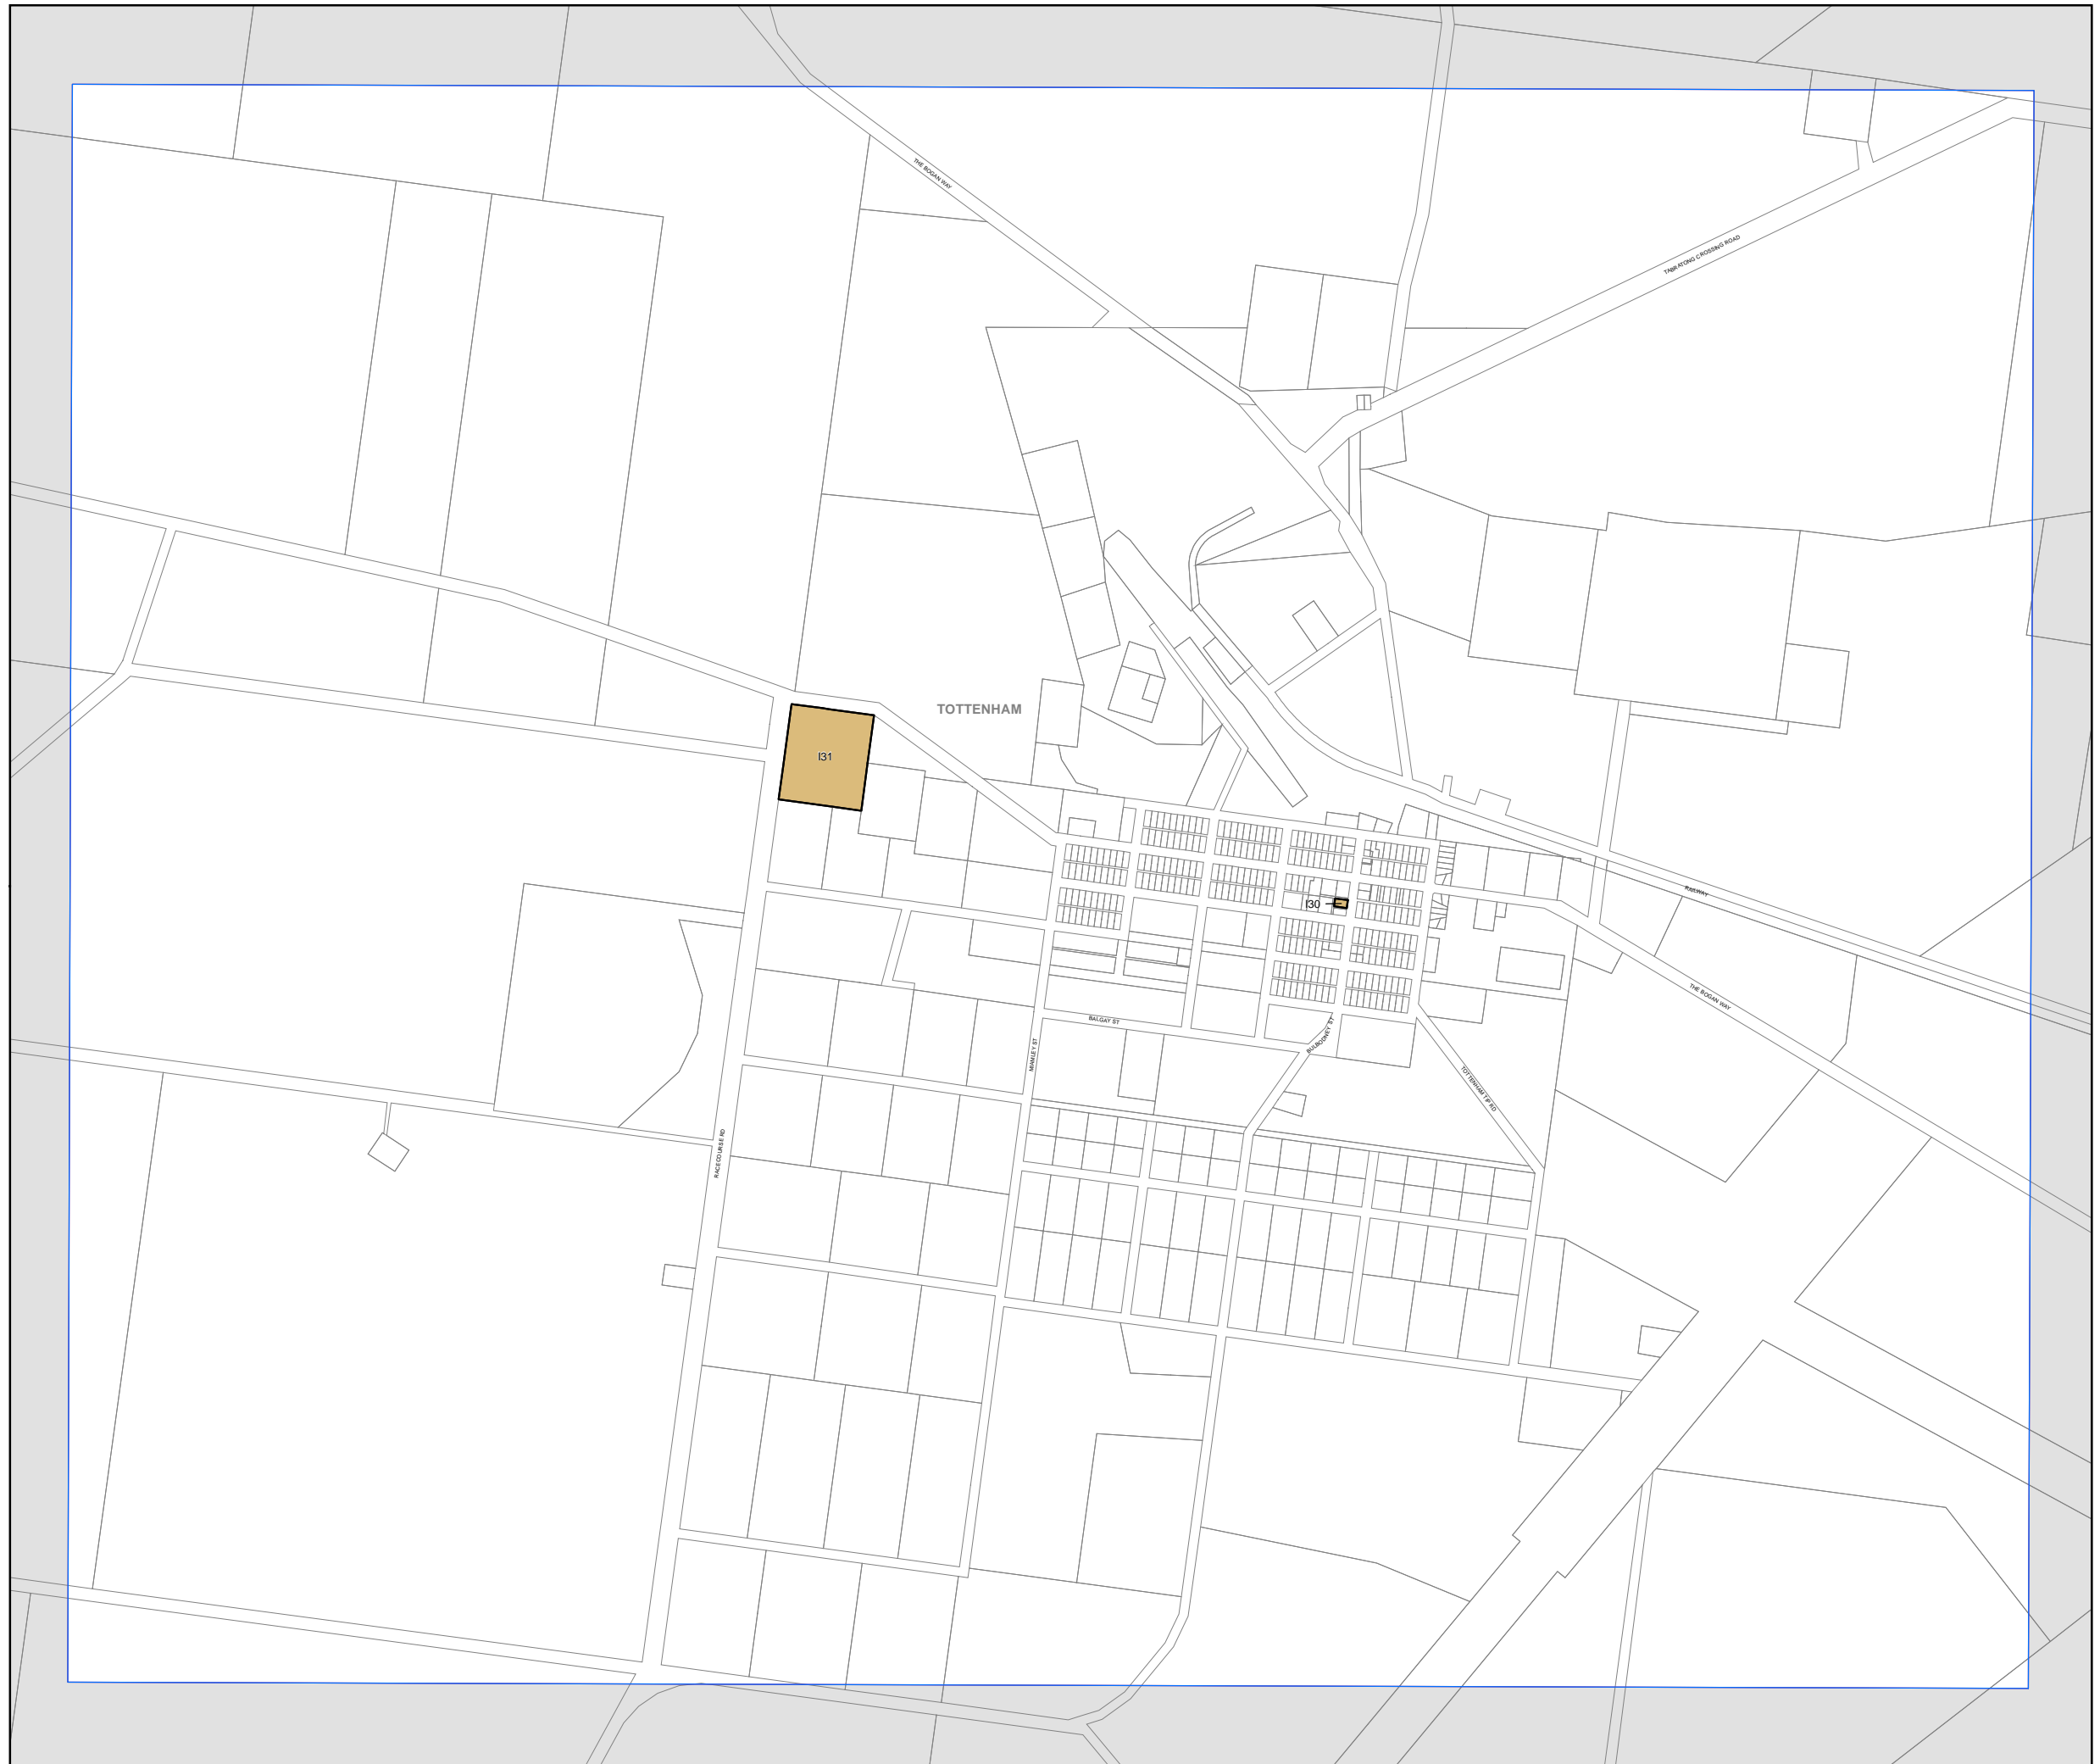 THE BOGAN WAY
TABRATONG CROSSING ROAD
TOTTENHAM
I31
RAILWAY
I30
THE BOGAN WAY
BALGAY ST
BULBODNEY ST
MANLEY ST
TOTTENHAM TIP RD
RACECOURSE RD